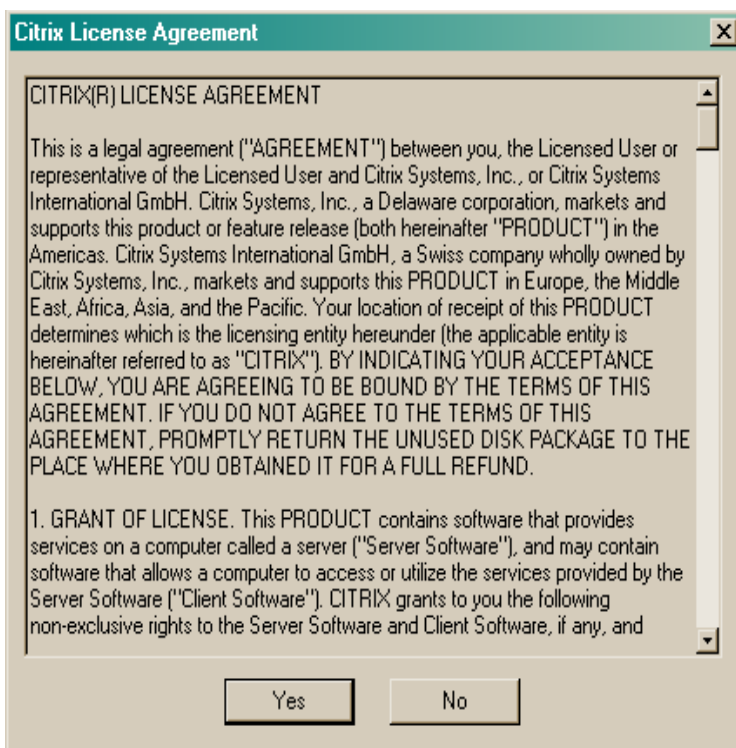 Citrix License Agreement
CITRIX(R) LICENSE AGREEMENT
This is a legal agreement ("AGREEMENT") between you, the Licensed User or
representative of the Licensed User and Citrix Systems, Inc., or Citrix Systems
International GmbH. Citrix Systems, Inc., a Delaware corporation, markets and
supports this product or feature release (both hereinafter "PRODUCT") in the
Americas. Citrix Systems International GmbH, a Swiss company wholly owned by
Citrix Systems, Inc., markets and supports this PRODUCT in Europe, the Middle
East, Africa, Asia, and the Pacific. Your location of receipt of this PRODUCT
determines which is the licensing entity hereunder (the applicable entity is
hereinafter referred to as "CITRIX"). BY INDICATING YOUR ACCEPTANCE
BELOW, YOU ARE AGREEING TO BE BOUND BY THE TERMS OF THIS
AGREEMENT. IF YOU DO NOT AGREE TO THE TERMS OF THIS
AGREEMENT, PROMPTLY RETURN THE UNUSED DISK PACKAGE TO THE
PLACE WHERE YOU OBTAINED IT FOR A FULL REFUND.
1. GRANT OF LICENSE. This PRODUCT contains software that provides
services on a computer called a server ("Server Software"), and may contain
software that allows a computer to access or utilize the services provided by the
Server Software ("Client Software"). CITRIX grants to you the following
non-exclusive rights to the Server Software and Client Software, if any, and
Yes No